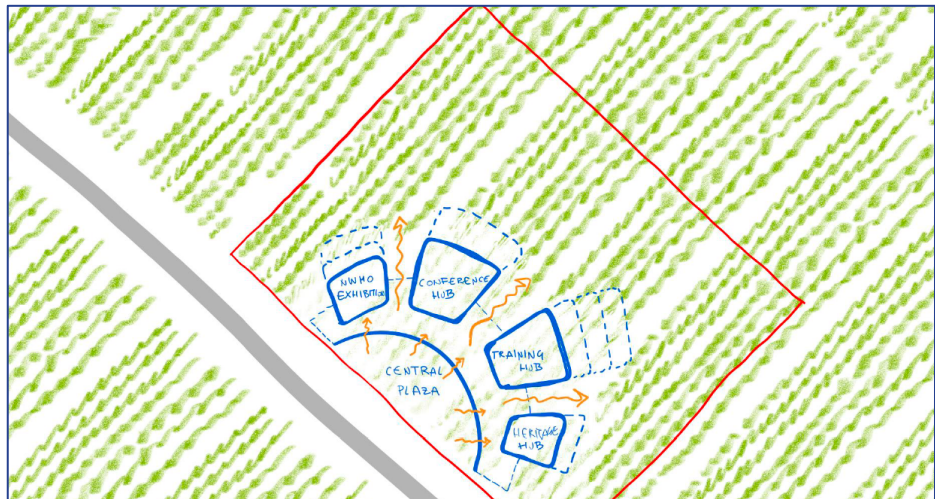 NWHO
EXHIBITION
CONFERENCE
HUB
TRAINING
HUB
CENTRAL
PLAZA
HERITAGE
HUB